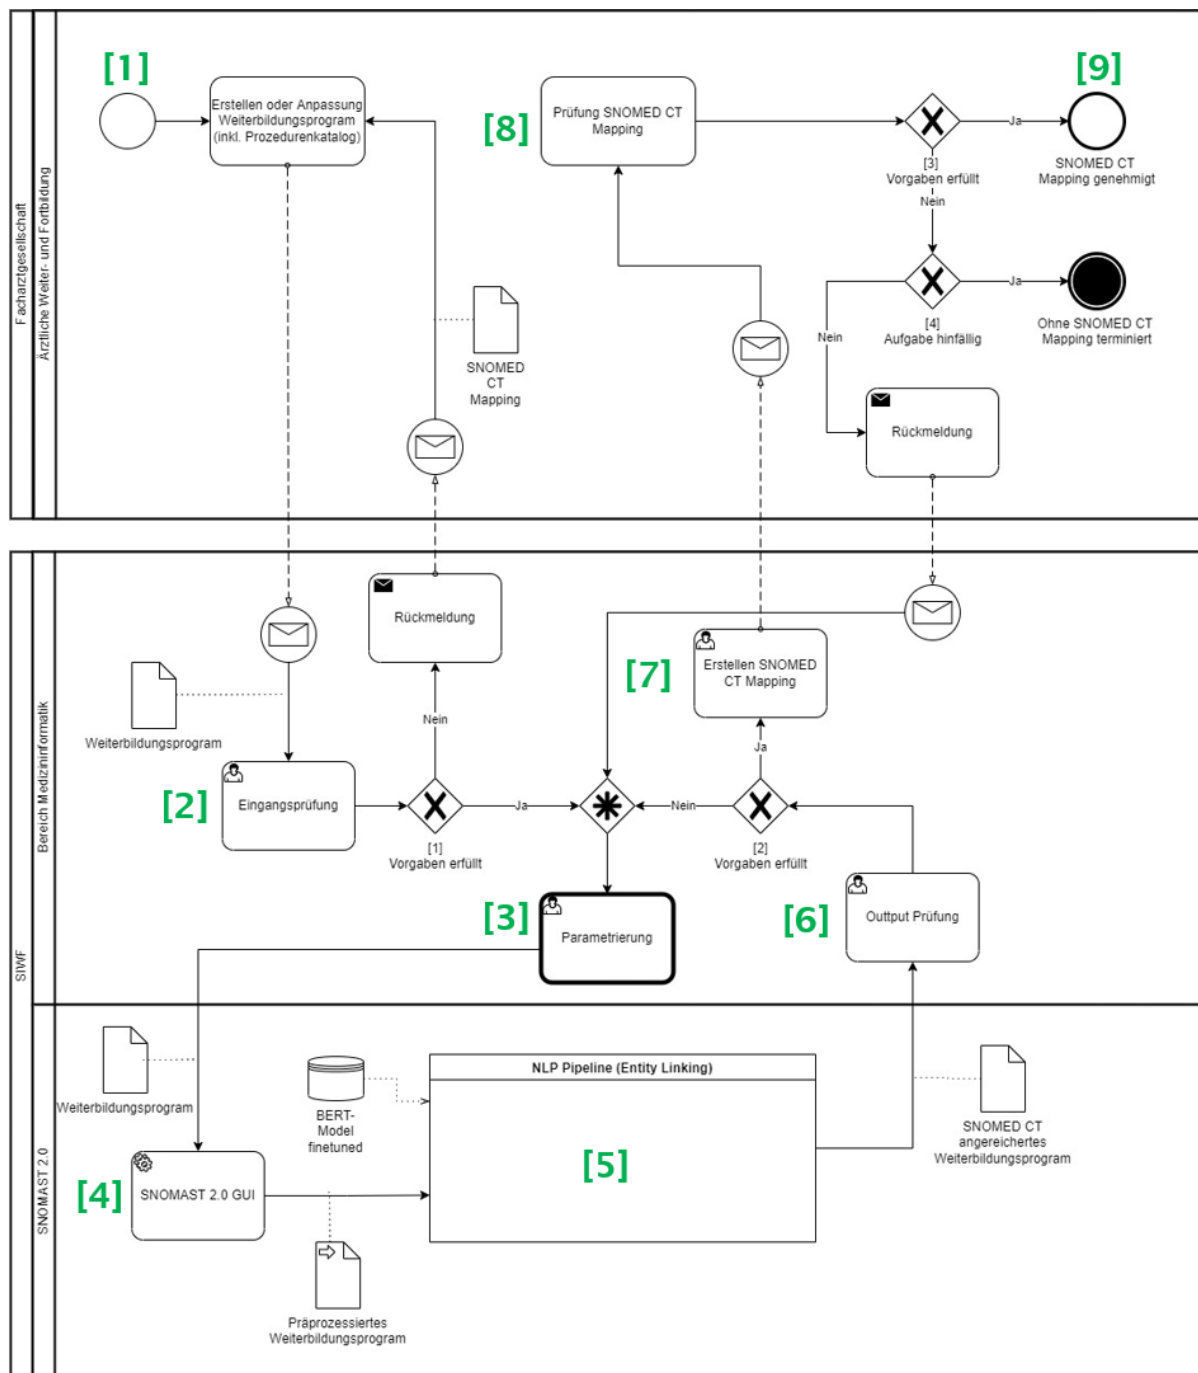 Facharztgesellschaft
Ärztliche Weiter- und Fortbildung
[1]
Erstellen oder Anpassung
Weiterbildungsprogram
(inkl. Prozedurenkatalog)
[8]
Prüfung SNOMED CT
Mapping
[3]
Vorgaben erfüllt
Ja
[9]
SNOMED CT
Mapping genehmigt
Nein
[4]
Aufgabe hinfällig
Ja
Ohne SNOMED CT
Mapping terminiert
Nein
SNOMED
CT
Mapping
Rückmeldung
SIWF
Bereich Medizininformatik
Rückmeldung
Weiterbildungsprogram
Nein
[7]
Erstellen SNOMED
CT Mapping
Ja
[2]
Eingangsprüfung
[1]
Vorgaben erfüllt
Ja
Nein
[2]
Vorgaben erfüllt
[3]
Parametrierung
[6]
Outtput Prüfung
SNOMAST 2.0
Weiterbildungsprogram
BERT-
Model
finetuned
NLP Pipeline (Entity Linking)
[5]
SNOMED CT
angereichertes
Weiterbildungsprogram
[4]
SNOMAST 2.0 GUI
Präprozessiertes
Weiterbildungsprogram